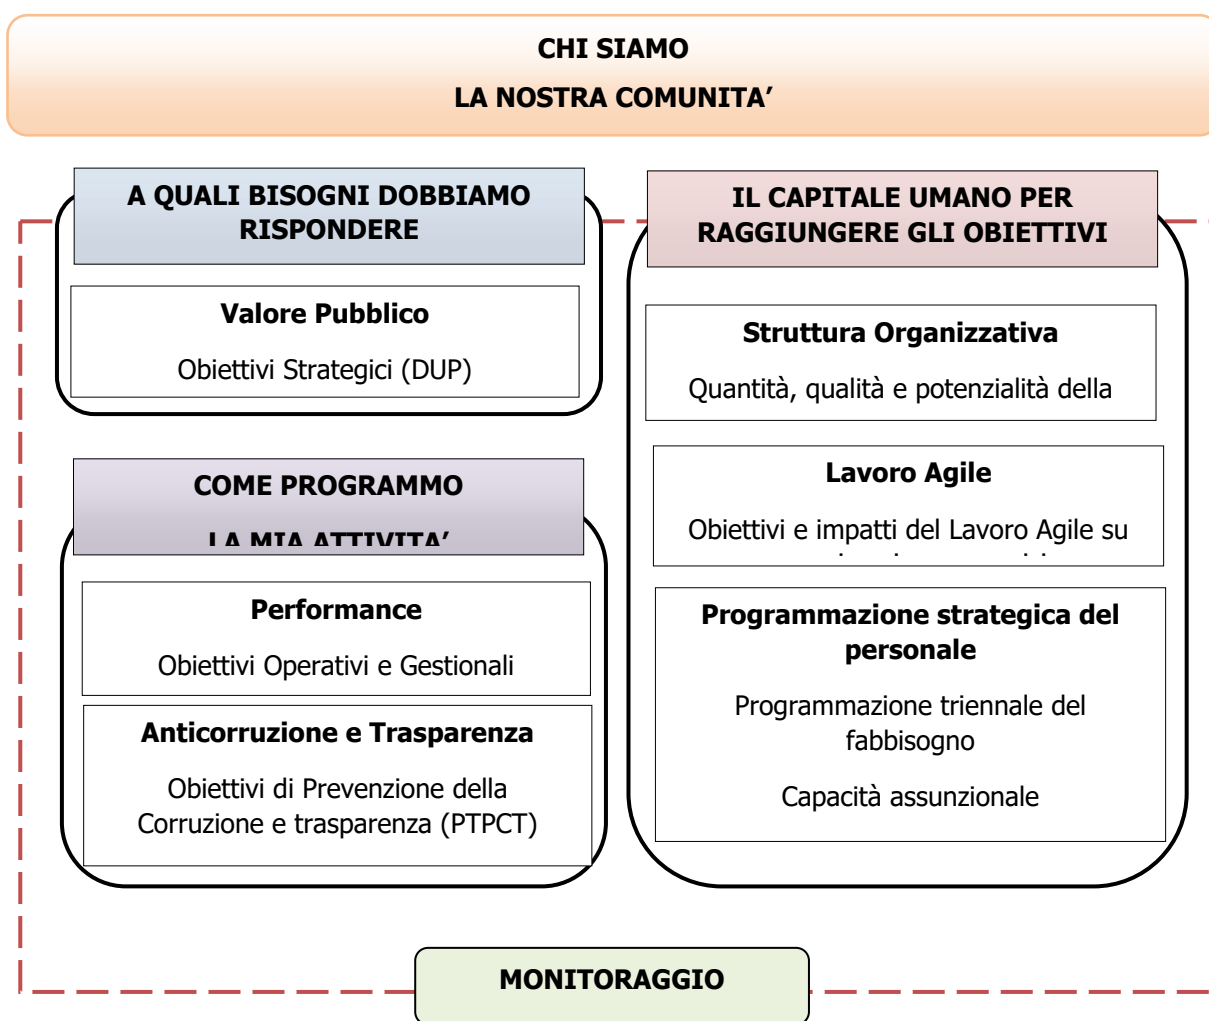 CHI SIAMO
LA NOSTRA COMUNITA’
A QUALI BISOGNI DOBBIAMO
RISPONDERE
Valore Pubblico
Obiettivi Strategici (DUP)
COME PROGRAMMO
LA MIA ATTIVITA’
Performance
Obiettivi Operativi e Gestionali
Anticorruzione e Trasparenza
Obiettivi di Prevenzione della
Corruzione e trasparenza (PTPCT)
IL CAPITALE UMANO PER
RAGGIUNGERE GLI OBIETTIVI
Struttura Organizzativa
Quantità, qualità e potenzialità della
Lavoro Agile
Obiettivi e impatti del Lavoro Agile su
Programmazione strategica del
personale
Programmazione triennale del
fabbisogno
Capacità assunzionale
MONITORAGGIO